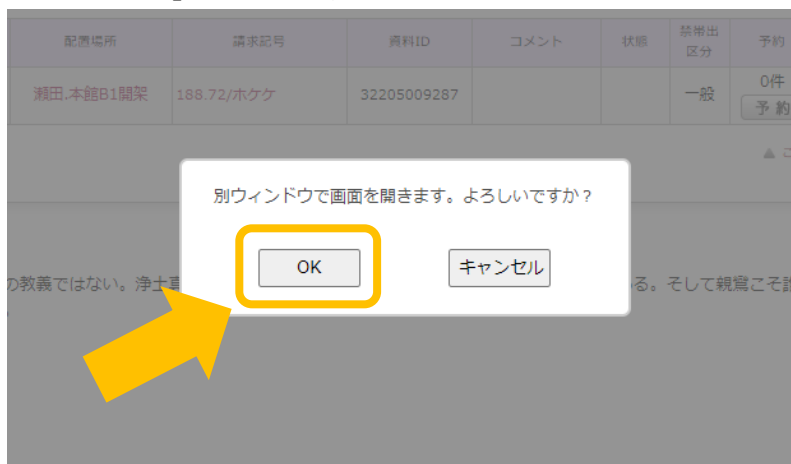 配置場所 請求記号 資料ID コメント 状態 禁帯出区分 予約
瀬田.本館B1開架 188.72/ホケケ 32205009287 一般 0件
予 約
▲ こ
別ウィンドウで画面を開きます。よろしいですか？
OK キャンセル
の教義ではない。浄土真 る。そして親鸞こそ